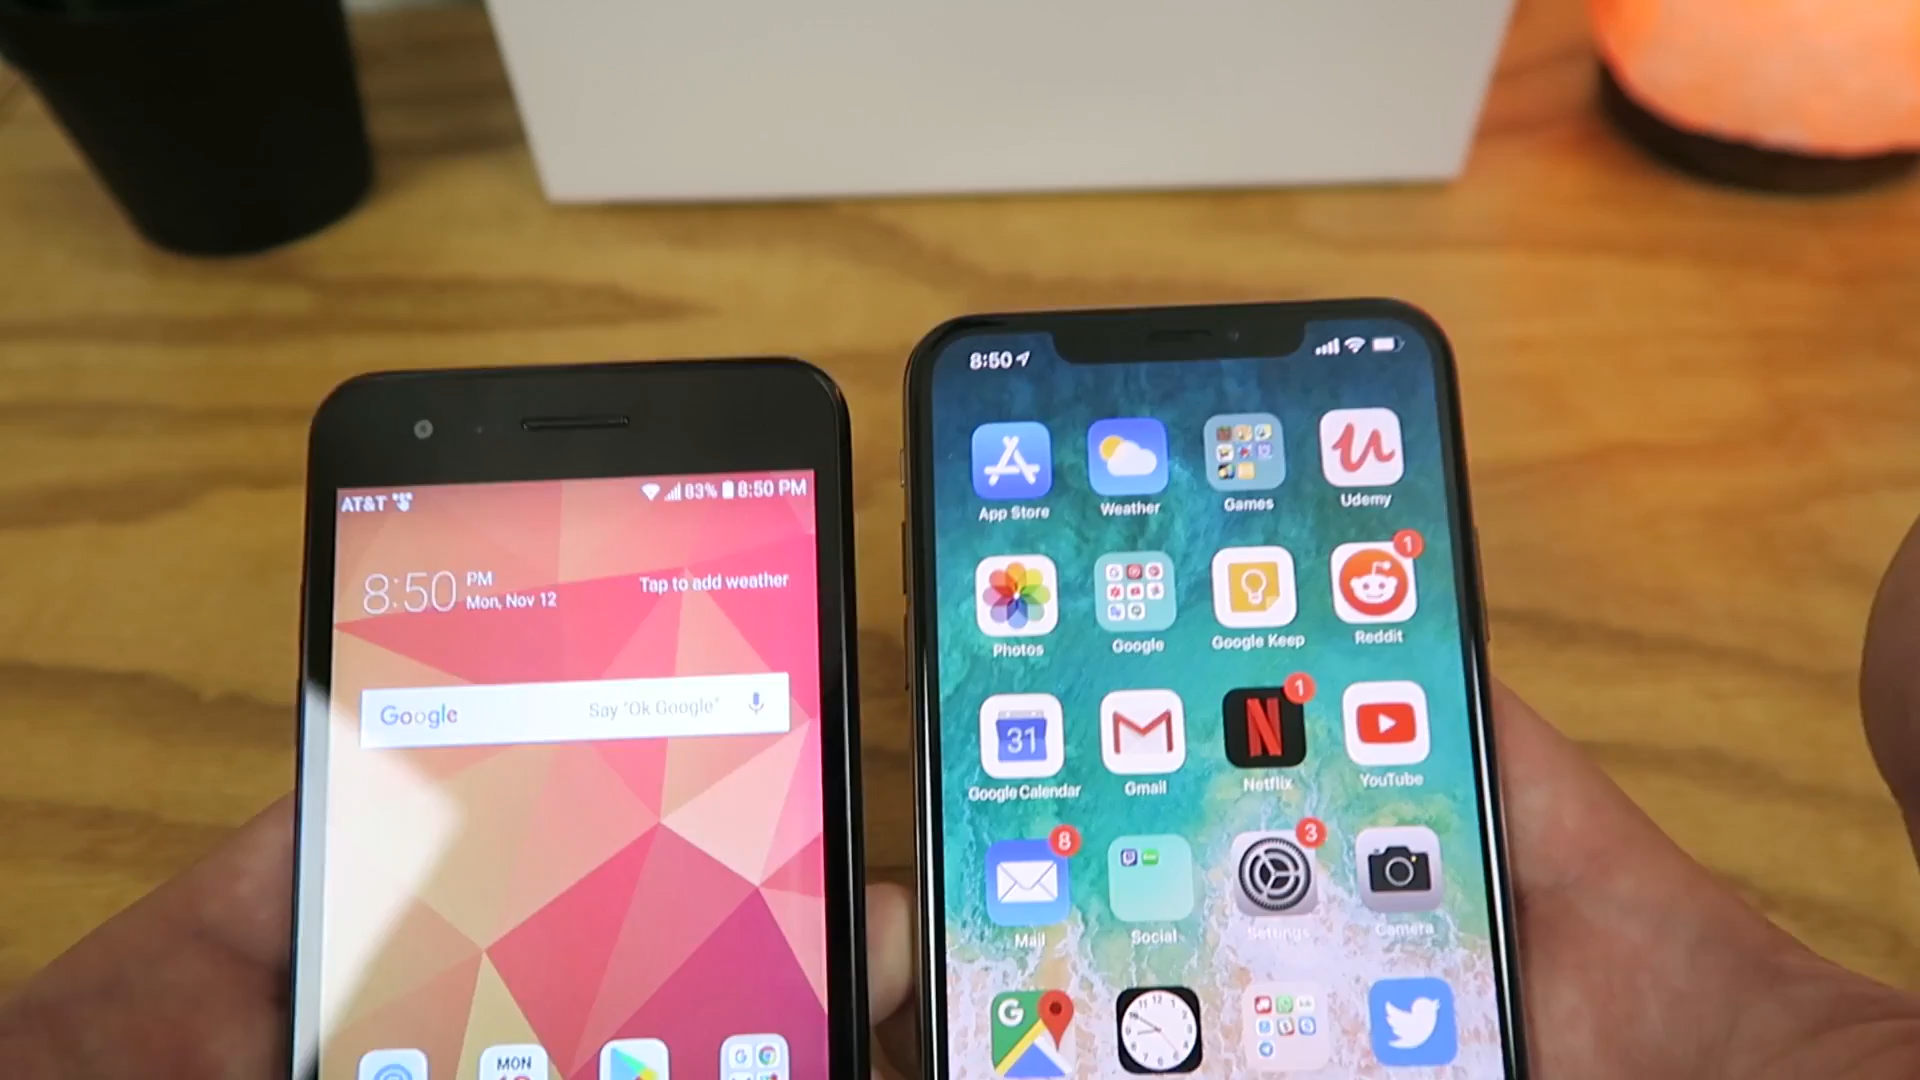 AT&T 83% 8:50 PM
8:50 PM
Mon, Nov 12
Tap to add weather
Google Say "Ok Google"
MON
8:50
App Store Weather Games Udemy
1
Photos Google Google Keep Reddit
1
31
Google Calendar Gmail Netflix YouTube
8 3
Mail Social Settings Camera
G